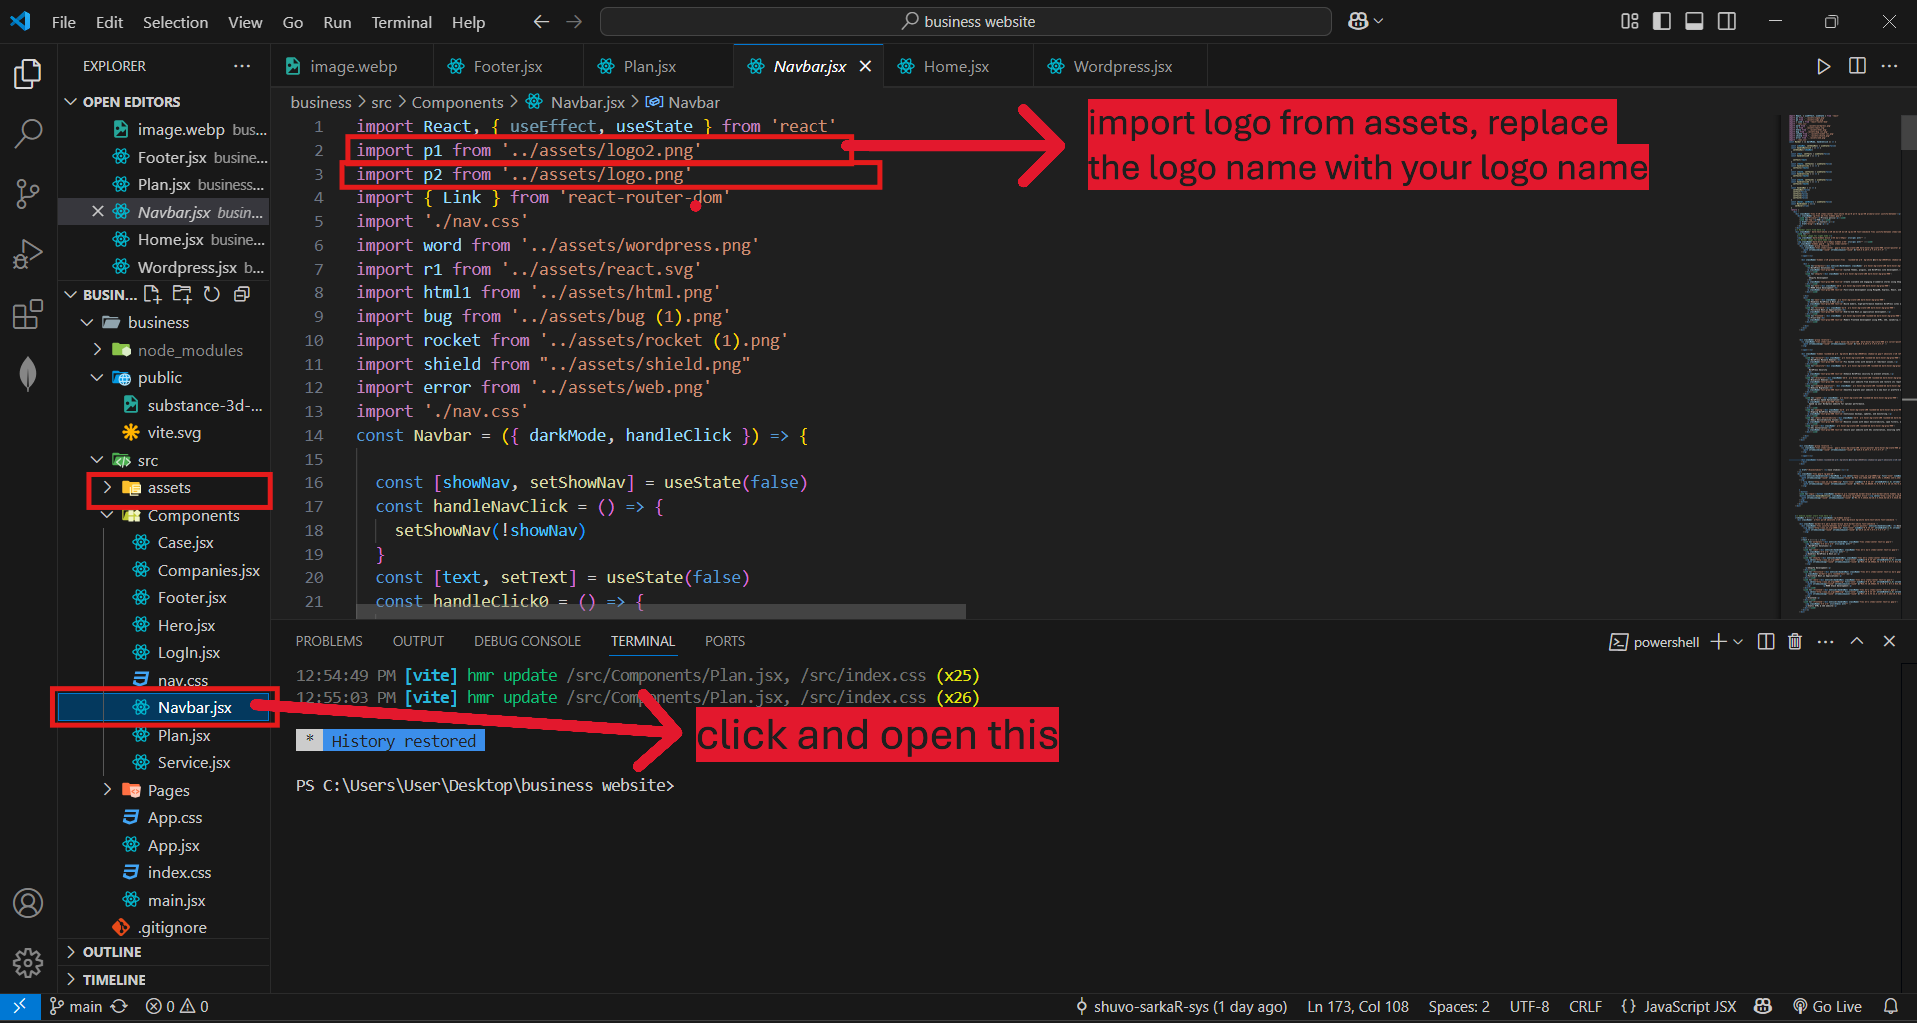 File Edit Selection View Go Run Terminal Help
business website
EXPLORER
image.webp Footer.jsx Plan.jsx Navbar.jsx Home.jsx Wordpress.jsx
OPEN EDITORS
image.webp bus...
Footer.jsx busine...
Plan.jsx business...
Navbar.jsx busin...
Home.jsx busine...
Wordpress.jsx b...
BUSIN...
business
node_modules
public
substance-3d-...
vite.svg
src
assets
Components
Case.jsx
Companies.jsx
Footer.jsx
Hero.jsx
LogIn.jsx
nav.css
Navbar.jsx
Plan.jsx
Service.jsx
Pages
App.css
App.jsx
index.css
main.jsx
.gitignore
OUTLINE
TIMELINE
business > src > Components > Navbar.jsx > Navbar
1 import React, { useEffect, useState } from 'react'
2 import p1 from '../assets/logo2.png'
3 import p2 from '../assets/logo.png'
4 import { Link } from 'react-router-dom'
5 import './nav.css'
6 import word from '../assets/wordpress.png'
7 import r1 from '../assets/react.svg'
8 import html1 from '../assets/html.png'
9 import bug from '../assets/bug (1).png'
10 import rocket from '../assets/rocket (1).png'
11 import shield from "../assets/shield.png"
12 import error from '../assets/web.png'
13 import './nav.css'
14 const Navbar = ({ darkMode, handleClick }) => {
15
16 const [showNav, setShowNav] = useState(false)
17 const handleNavClick = () => {
18 setShowNav(!showNav)
19 }
20 const [text, setText] = useState(false)
21 const handleClick0 = () => {
import logo from assets, replace
the logo name with your logo name
PROBLEMS OUTPUT DEBUG CONSOLE TERMINAL PORTS
powershell
12:54:49 PM [vite] hmr update /src/Components/Plan.jsx, /src/index.css (x25)
12:55:03 PM [vite] hmr update /src/Components/Plan.jsx, /src/index.css (x26)
* History restored
click and open this
PS C:\Users\User\Desktop\business website>
main 0 0
shuvo-sarkaR-sys (1 day ago) Ln 173, Col 108 Spaces: 2 UTF-8 CRLF {} JavaScript JSX Go Live